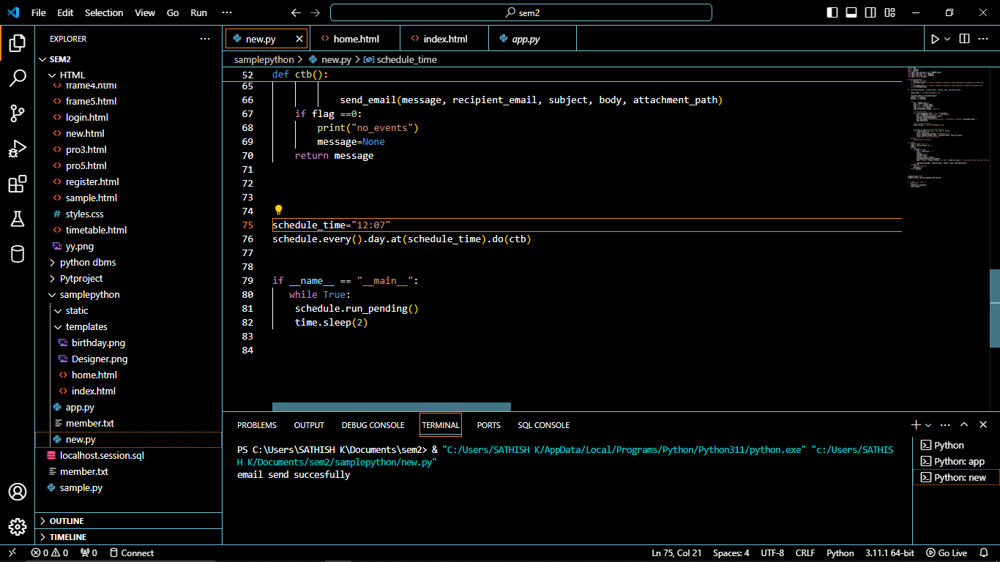 File Edit Selection View Go Run ··· sem2
EXPLORER ···
SEM2
HTML
frame4.html
frame5.html
login.html
new.html
pro3.html
pro5.html
register.html
sample.html
# styles.css
timetable.html
yy.png
python dbms
Pytproject
samplepython
static
templates
birthday.png
Designer.png
home.html
index.html
app.py
member.txt
new.py
localhost.session.sql
member.txt
sample.py
OUTLINE
TIMELINE
new.py home.html index.html app.py
samplepython > new.py > schedule_time
52 def ctb():
65
66 send_email(message, recipient_email, subject, body, attachment_path)
67 if flag ==0:
68 print("no_events")
69 message=None
70 return message
71
72
73
74
75 schedule_time="12:07"
76 schedule.every().day.at(schedule_time).do(ctb)
77
78
79 if __name__ == "__main__":
80 while True:
81 schedule.run_pending()
82 time.sleep(2)
83
84
PROBLEMS OUTPUT DEBUG CONSOLE TERMINAL PORTS SQL CONSOLE
PS C:\Users\SATHISH K\Documents\sem2> & "C:/Users/SATHISH K/AppData/Local/Programs/Python/Python311/python.exe" "c:/Users/SATHIS
H K/Documents/sem2/samplepython/new.py"
email send succesfully
Python
Python: app
Python: new
0 0 0 Connect Ln 75, Col 21 Spaces: 4 UTF-8 CRLF Python 3.11.1 64-bit Go Live